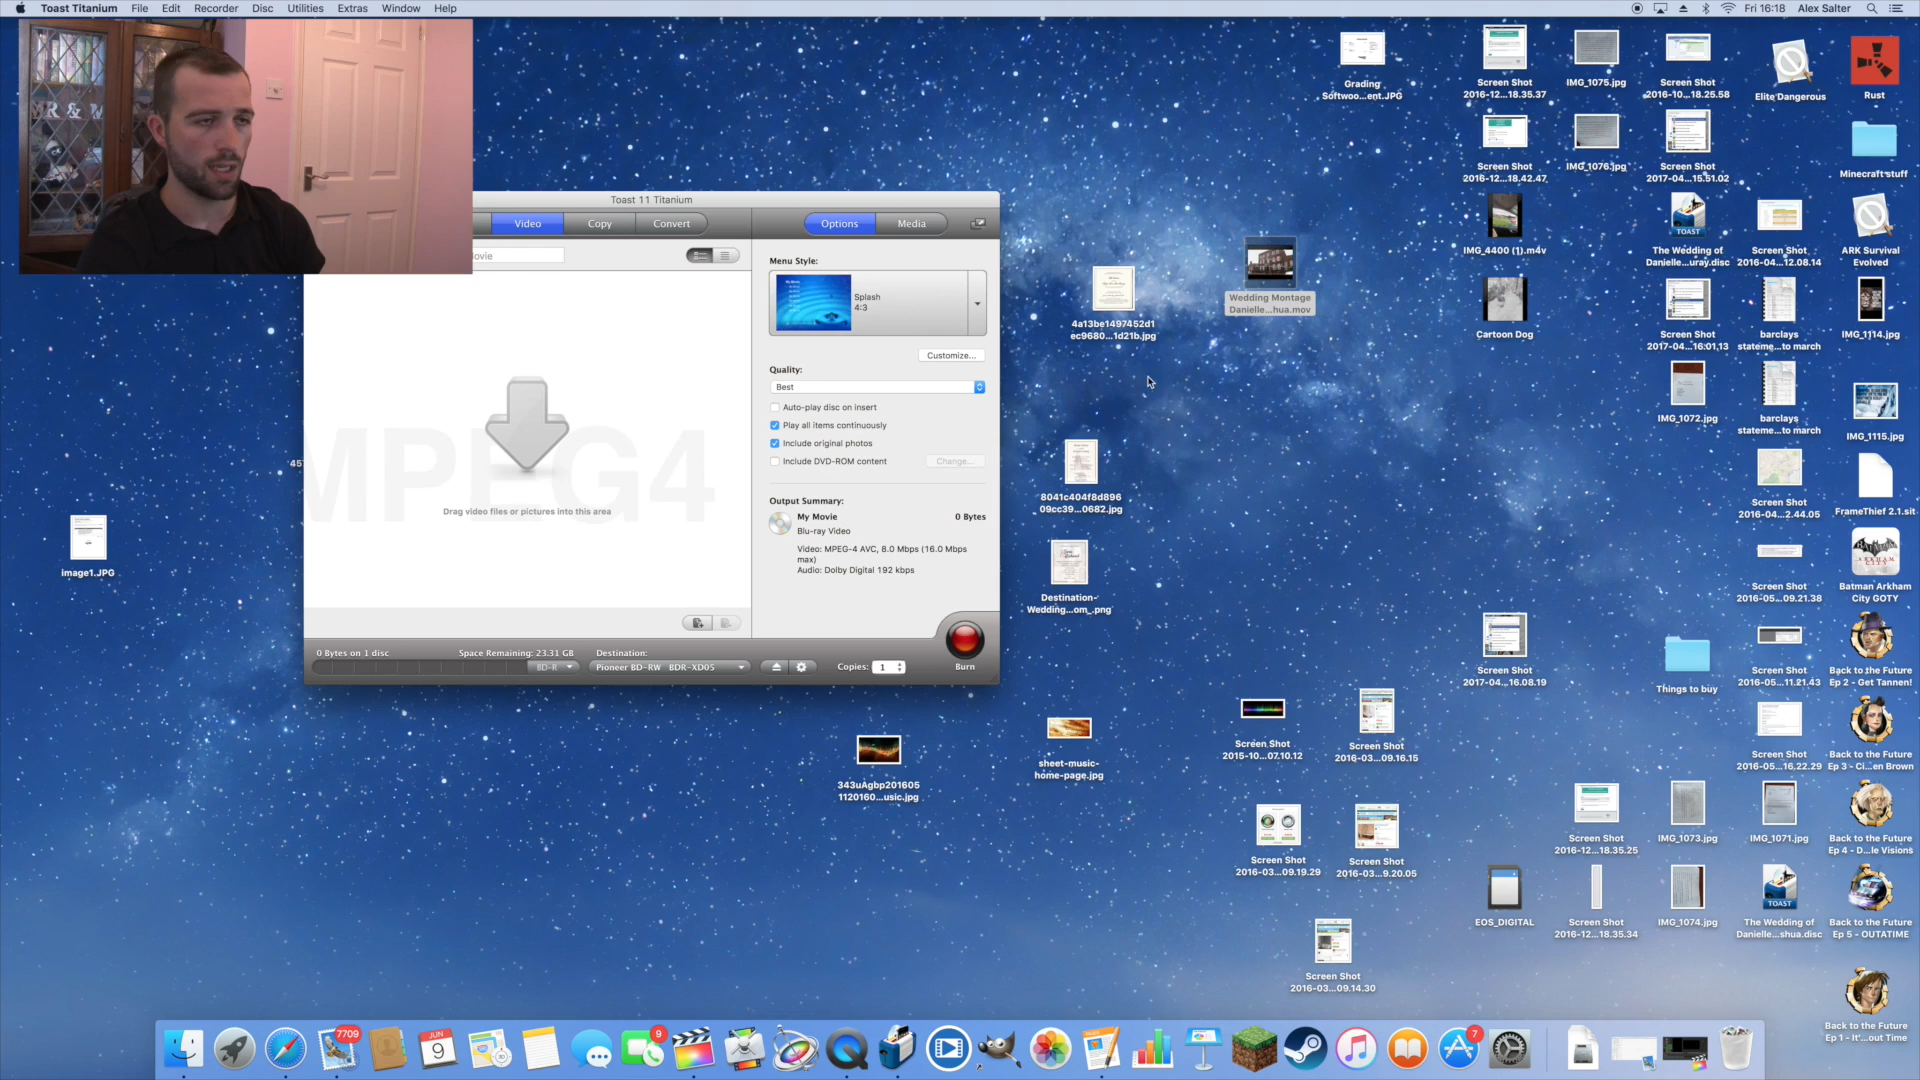 Toast Titanium File Edit Recorder Disc Utilities Extras Window Help
Fri 16:18 Alex Salter
Toast 11 Titanium
Video Copy Convert
Options Media
ovie
Menu Style:
Splash
4:3
Customize...
Quality:
Best
Auto-play disc on insert
Play all items continuously
Include original photos
Include DVD-ROM content
Change...
Output Summary:
My Movie 0 Bytes
Blu-ray Video
Video: MPEG-4 AVC, 8.0 Mbps (16.0 Mbps
max)
Audio: Dolby Digital 192 kbps
MPEG4
Drag video files or pictures into this area
0 Bytes on 1 disc
Space Remaining: 23.31 GB
BD-R
Destination:
Pioneer BD-RW BDR-XD05
Copies: 1
Burn
45
image1.JPG
Grading
Softwoo...ent.JPG
4a13be1497452d1
ec9680...1d21b.jpg
Wedding Montage
Danielle...hua.mov
8041c404f8d896
09cc39...0682.jpg
Destination-
Wedding...om_.png
sheet-music-
home-page.jpg
343uAgbp201605
1120160...usic.jpg
Screen Shot
2015-10...07.10.12
Screen Shot
2016-03...09.16.15
Screen Shot
2016-03...09.19.29
Screen Shot
2016-03...9.20.05
Screen Shot
2016-03...09.14.30
Screen Shot
2016-12...18.35.37
IMG_1075.jpg
Screen Shot
2016-10...18.25.58
Elite Dangerous
Rust
Screen Shot
2016-12...18.42.47
IMG_1076.jpg
Screen Shot
2017-04...15.51.02
Minecraft stuff
IMG_4400 (1).m4v
TOAST
The Wedding of
Danielle...uray.disc
Screen Shot
2016-04...12.08.14
ARK Survival
Evolved
Cartoon Dog
Screen Shot
2017-04...16.01.13
barclays
stateme...to march
IMG_1114.jpg
IMG_1072.jpg
barclays
stateme...to march
IMG_1115.jpg
Screen Shot
2016-04...2.44.05
FrameThief 2.1.sit
Screen Shot
2016-05...09.21.38
BATMAN
Batman Arkham
City GOTY
Screen Shot
2017-04...16.08.19
Things to buy
Screen Shot
2016-05...11.21.43
Back to the Future
Ep 2 - Get Tannen!
Screen Shot
2016-05...16.22.29
Back to the Future
Ep 3 - Ci...en Brown
Screen Shot
2016-12...18.35.25
IMG_1073.jpg
IMG_1071.jpg
Back to the Future
Ep 4 - D...le Visions
EOS_DIGITAL
Screen Shot
2016-12...18.35.34
IMG_1074.jpg
TOAST
The Wedding of
Danielle...shua.disc
Back to the Future
Ep 5 - OUTATIME
Back to the Future
Ep 1 - It'...out Time
7709
JUN
9
9
7